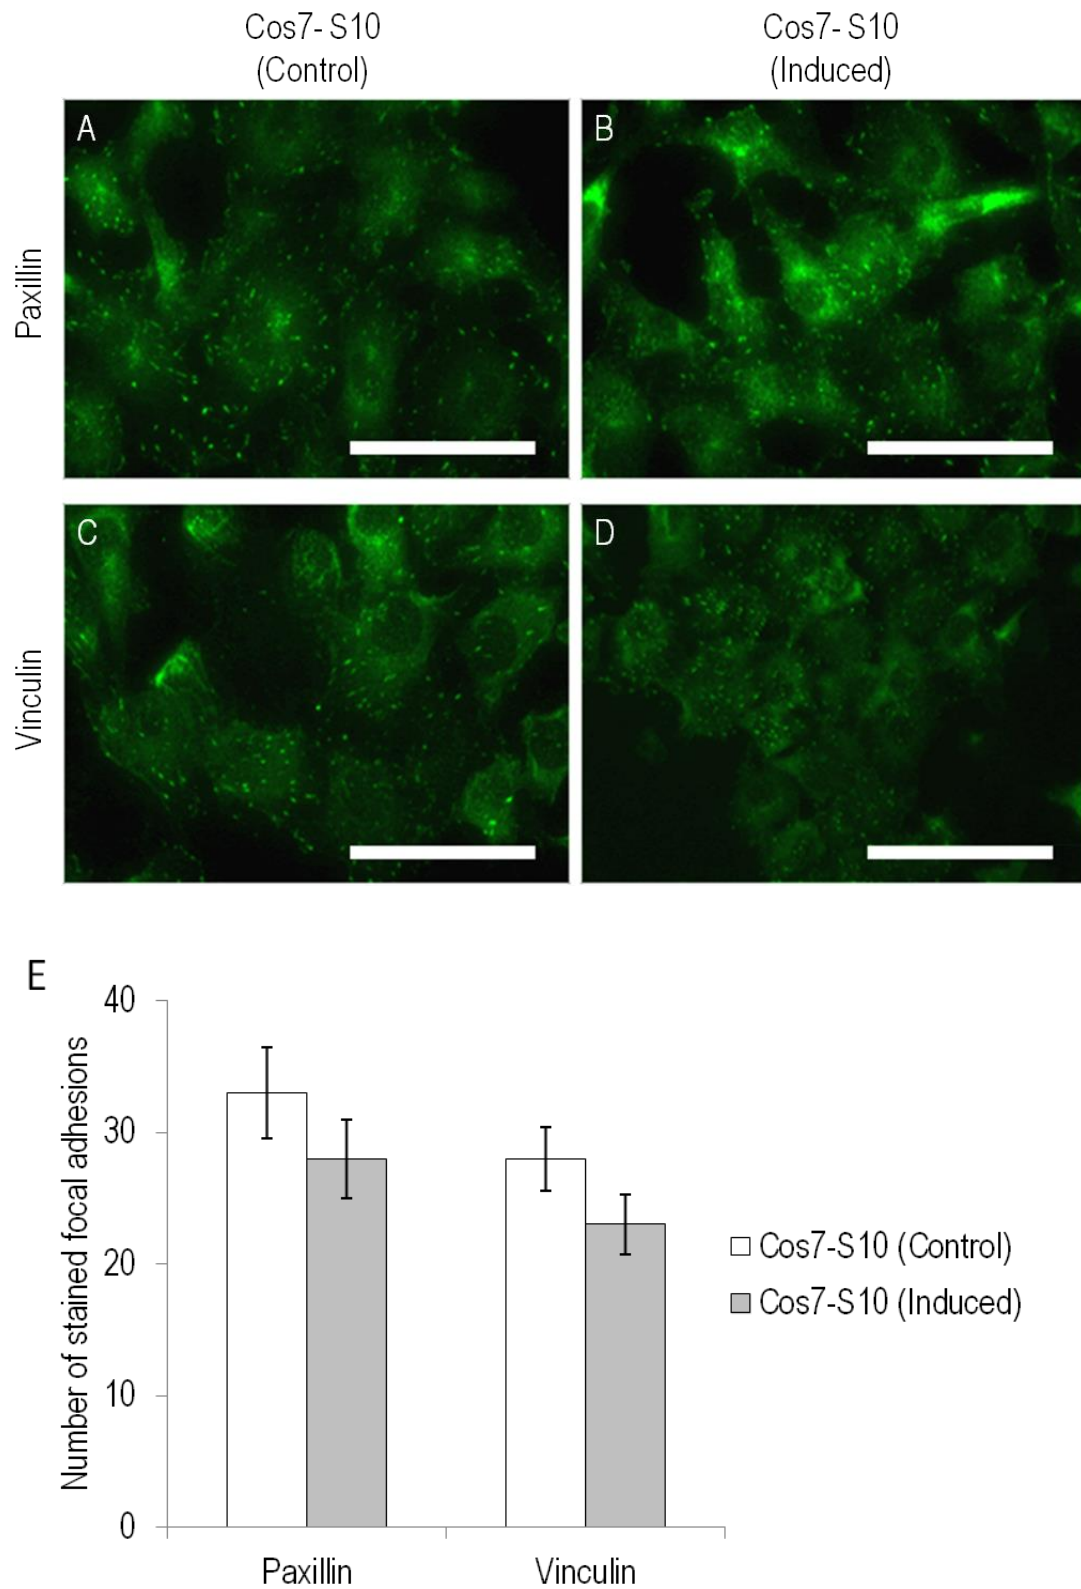 Cos7- S10
(Control)
Cos7- S10
(Induced)
Paxillin
A
B
Vinculin
C
D
E
Number of stained focal adhesions
40
30
20
10
0
Paxillin
Vinculin
Cos7-S10 (Control)
Cos7-S10 (Induced)